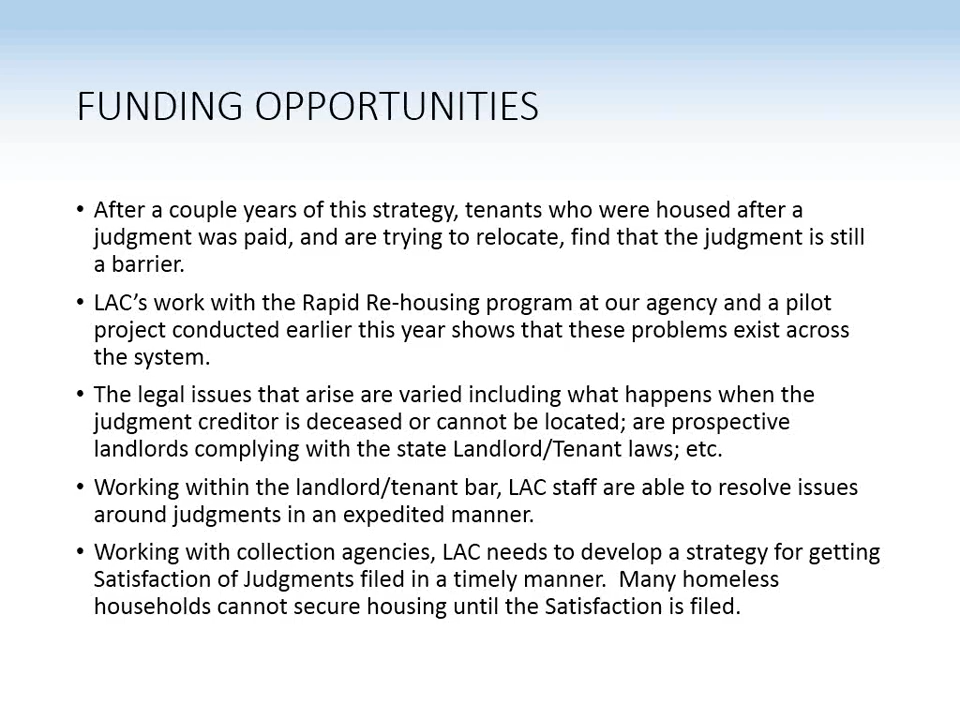 FUNDING OPPORTUNITIES
• After a couple years of this strategy, tenants who were housed after a
judgment was paid, and are trying to relocate, find that the judgment is still
a barrier.
• LAC’s work with the Rapid Re-housing program at our agency and a pilot
project conducted earlier this year shows that these problems exist across
the system.
• The legal issues that arise are varied including what happens when the
judgment creditor is deceased or cannot be located; are prospective
landlords complying with the state Landlord/Tenant laws; etc.
• Working within the landlord/tenant bar, LAC staff are able to resolve issues
around judgments in an expedited manner.
• Working with collection agencies, LAC needs to develop a strategy for getting
Satisfaction of Judgments filed in a timely manner.  Many homeless
households cannot secure housing until the Satisfaction is filed.